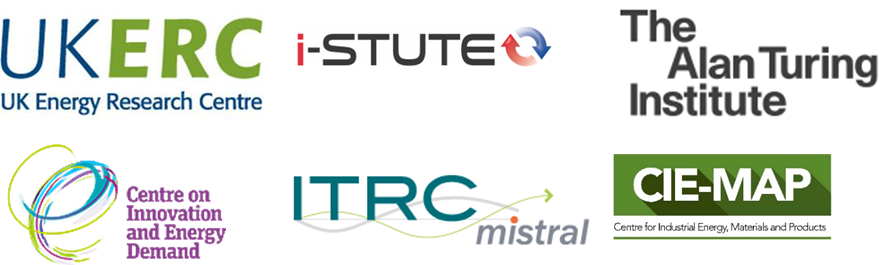 UKERC
UK Energy Research Centre
i-STUTE
The
Alan Turing
Institute
Centre on
Innovation
and Energy
Demand
ITRC
mistral
CIE-MAP
Centre for Industrial Energy, Materials and Products